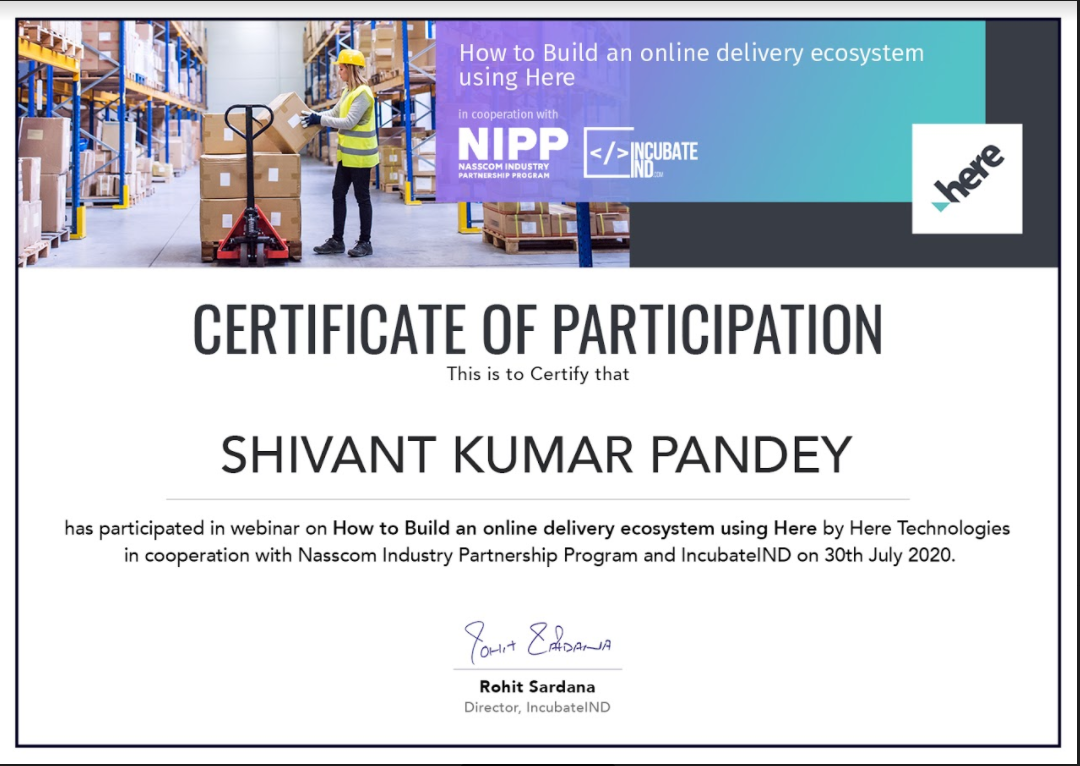 How to Build an online delivery ecosystem
using Here
in cooperation with
NIPP
NASSCOM INDUSTRY
PARTNERSHIP PROGRAM
</>INCUBATE
IND.COM
here
CERTIFICATE OF PARTICIPATION
This is to Certify that
SHIVANT KUMAR PANDEY
has participated in webinar on How to Build an online delivery ecosystem using Here by Here Technologies
in cooperation with Nasscom Industry Partnership Program and IncubateIND on 30th July 2020.
Rohit Sardana
Rohit Sardana
Director, IncubateIND